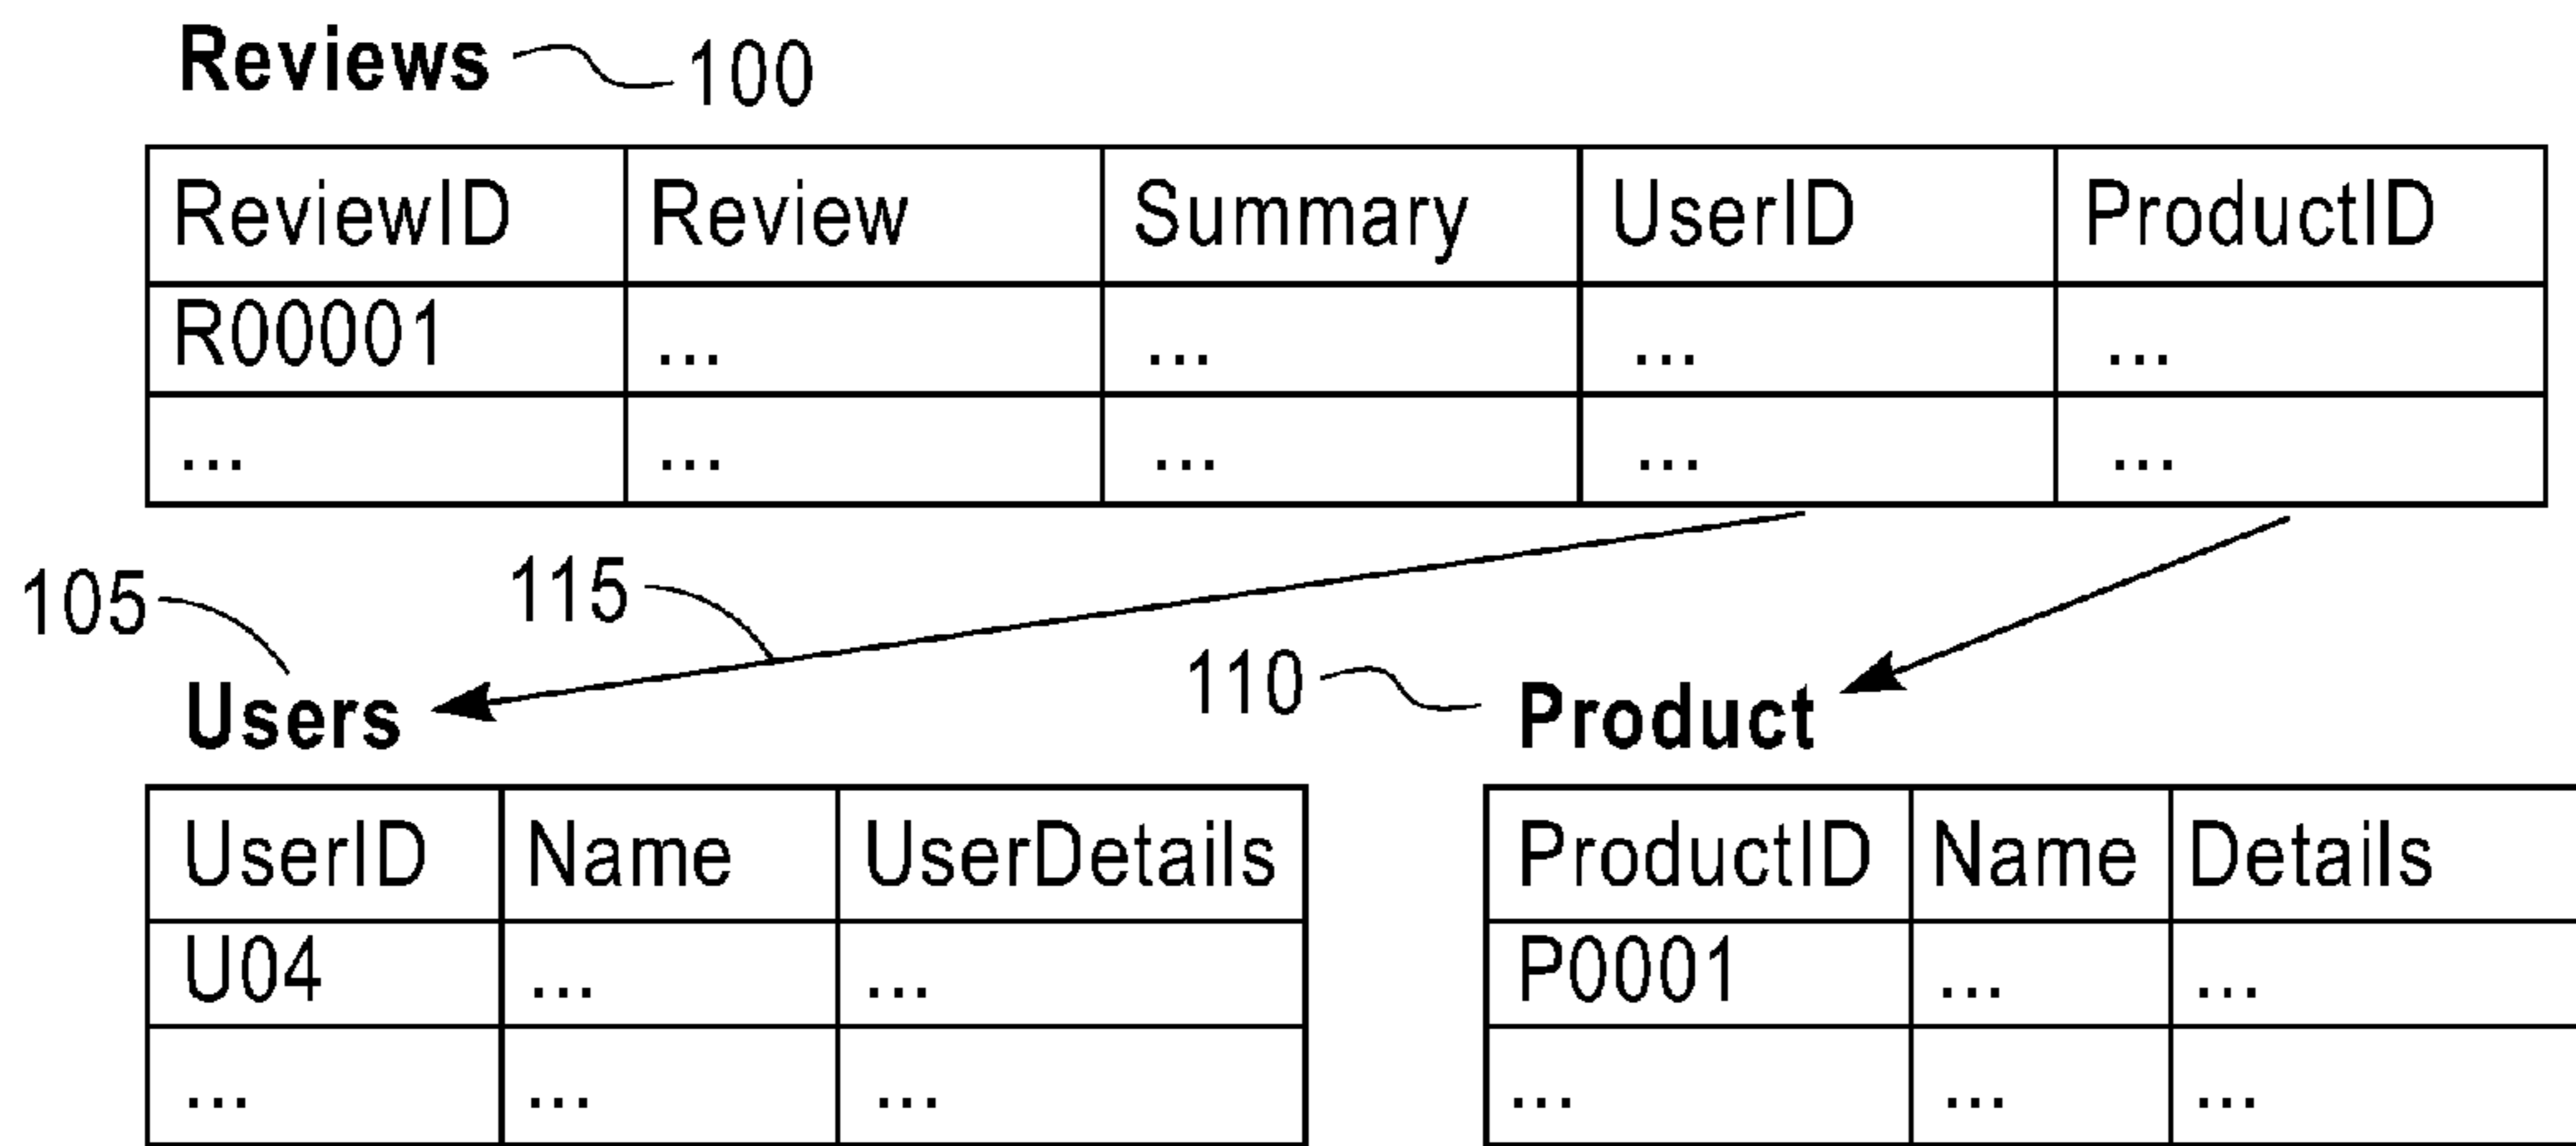 Reviews 100
ReviewID Review Summary UserID ProductID
R00001 ... ... ... ...
... ... ... ... ...
105 115
110
Users Product
UserID Name UserDetails ProductID Name Details
U04 ... ... P0001 ... ...
... ... ... ... ... ...